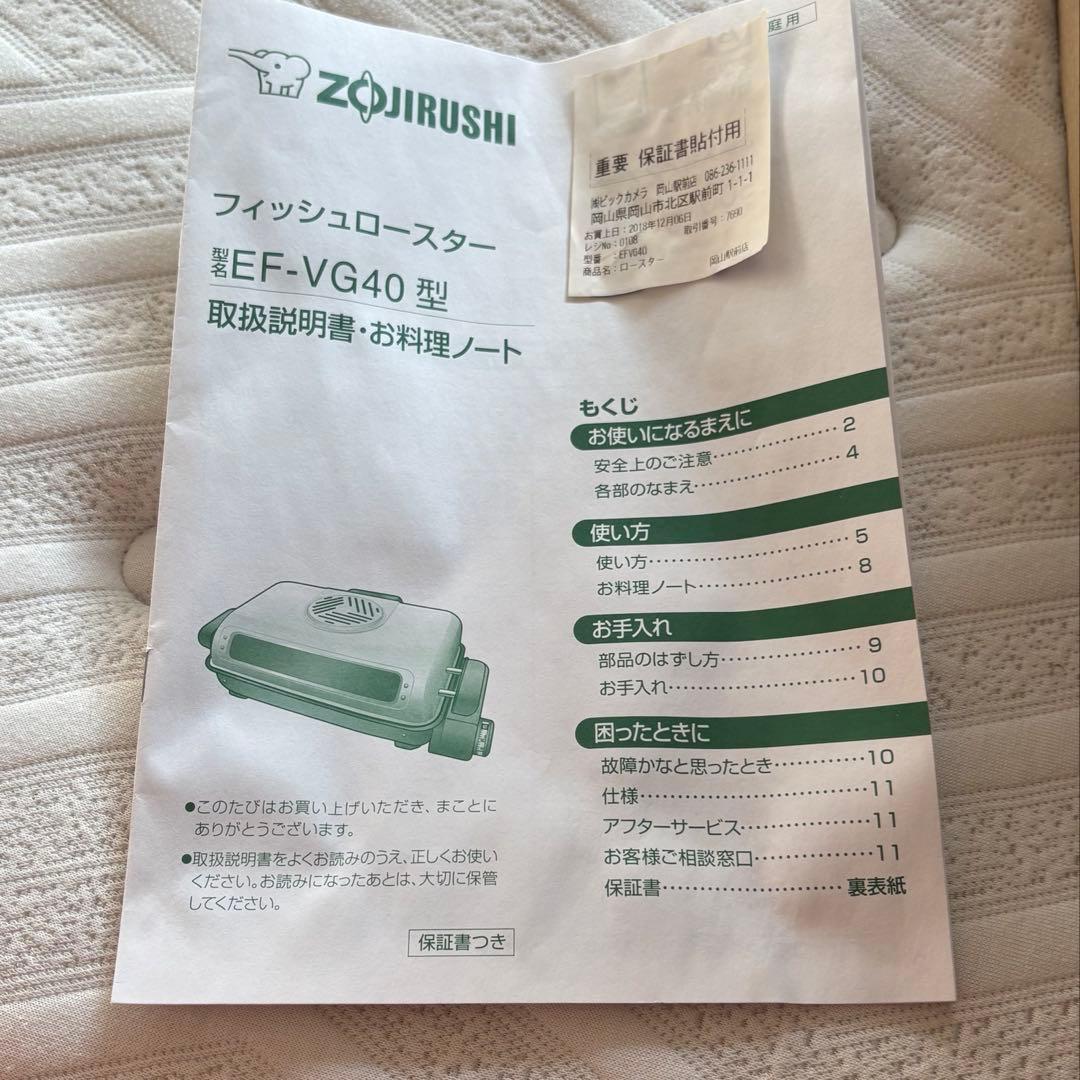 庭用
ZOJIRUSHI
フィッシュロースター
型名 EF-VG40 型
取扱説明書・お料理ノート
重要 保証書貼付用
㈱ビックカメラ 岡山駅前店 086-236-1111
岡山県岡山市北区駅前町1-1-1
お買上日:2018年12月06日 取引番号:7690
レジNo:0108
型番 :EFVG40
商品名:ロースター 岡山駅前店
もくじ
お使いになるまえに
安全上のご注意 2
各部のなまえ 4
使い方
使い方 5
お料理ノート 8
お手入れ
部品のはずし方 9
お手入れ 10
困ったときに
故障かなと思ったとき 10
仕様 11
アフターサービス 11
お客様ご相談窓口 11
保証書 裏表紙
●このたびはお買い上げいただき、まことに
ありがとうございます。
●取扱説明書をよくお読みのうえ、正しくお使い
ください。お読みになったあとは、大切に保管
してください。
保証書つき